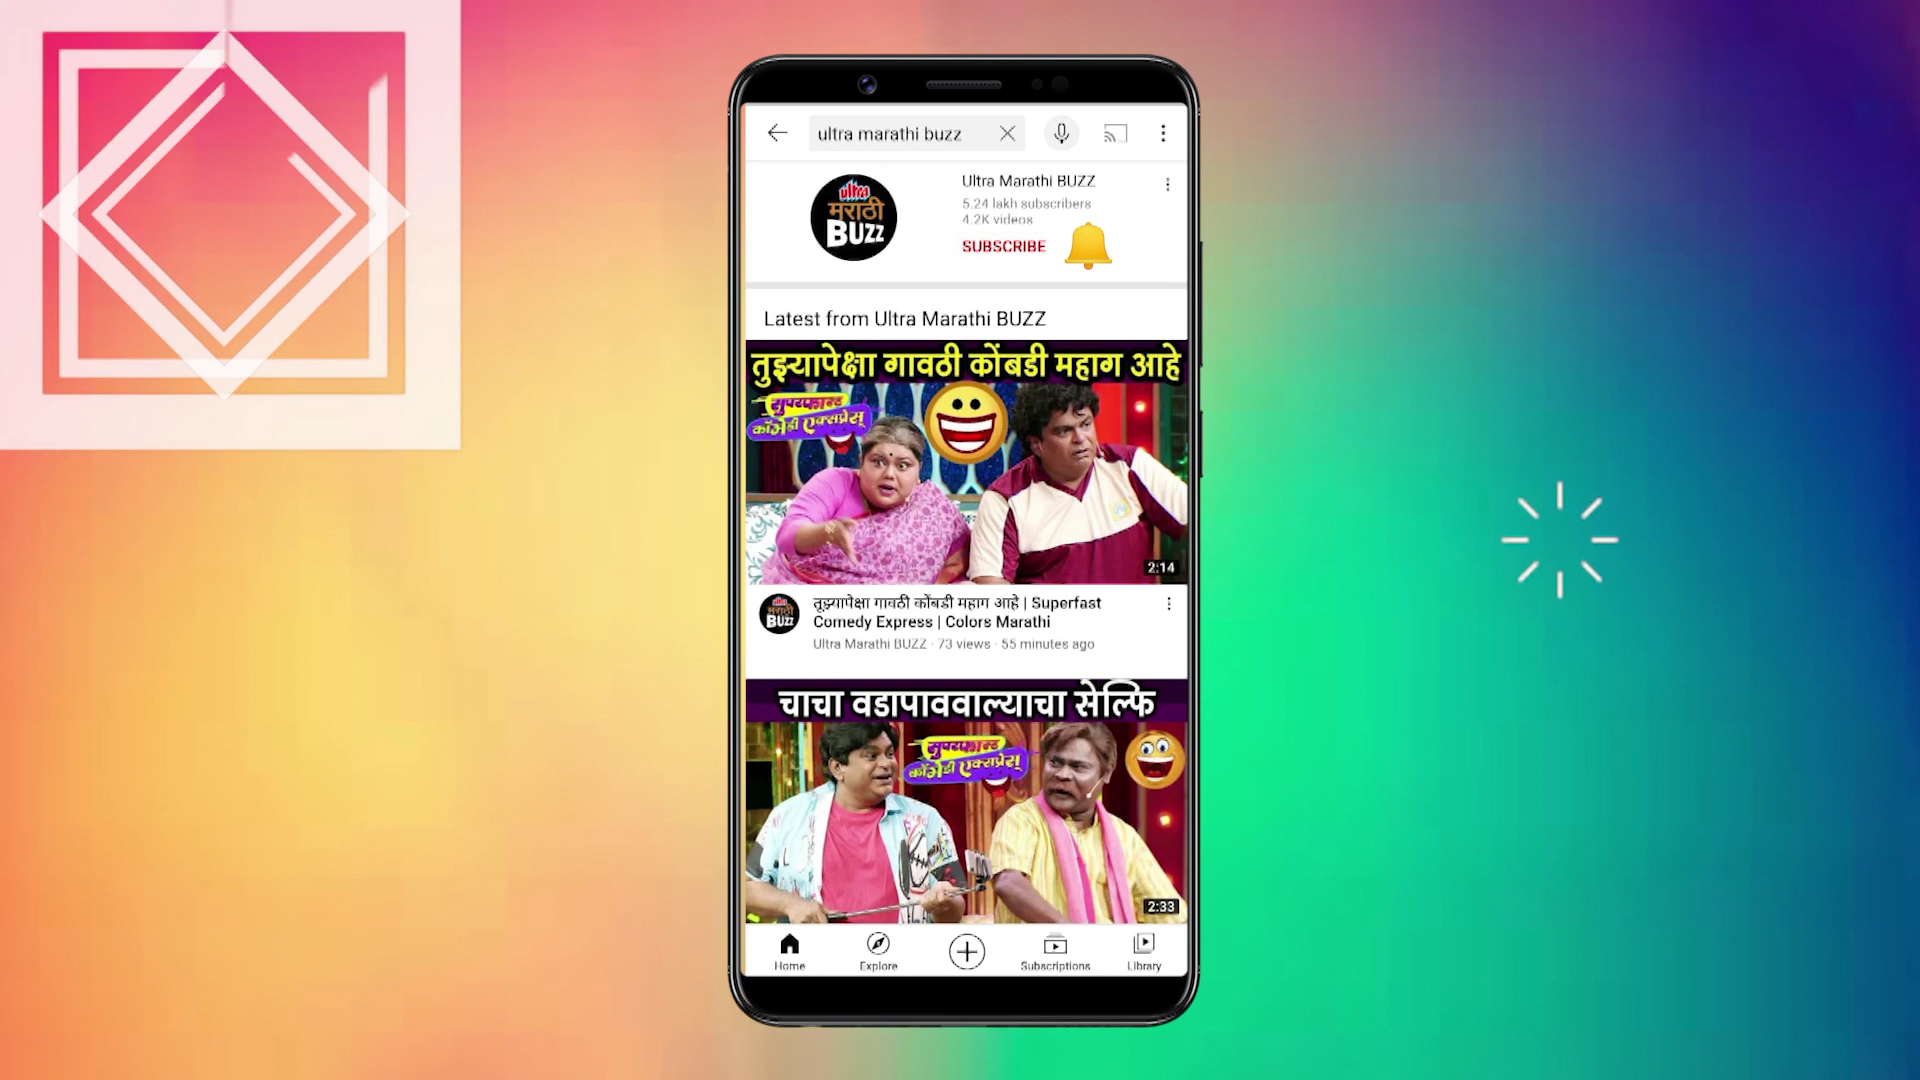 ultra marathi buzz
ultra
मराठी
BUZZ
Ultra Marathi BUZZ
5.24 lakh subscribers
4.2K videos
SUBSCRIBE
Latest from Ultra Marathi BUZZ
तुझ्यापेक्षा गावठी कोंबडी महाग आहे
सुपरफास्ट
कॉमेडी एक्सप्रेस
2:14
ultra
मराठी
BUZZ
तूझ्यापेक्षा गावठी कोंबडी महाग आहे | Superfast
Comedy Express | Colors Marathi
Ultra Marathi BUZZ · 73 views · 55 minutes ago
चाचा वडापाववाल्याचा सेल्फि
सुपरफास्ट
कॉमेडी एक्सप्रेस
2:33
Home
Explore
Subscriptions
Library